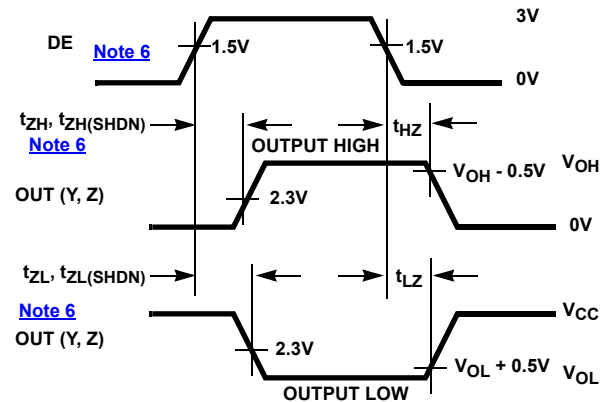 3V
DE Note 6 1.5V 1.5V
0V
tZH, tZH(SHDN) tHZ
Note 6 OUTPUT HIGH
VOH - 0.5V VOH
OUT (Y, Z) 2.3V
0V
tZL, tZL(SHDN) tLZ
Note 6 VCC
OUT (Y, Z)
2.3V
VOL + 0.5V VOL
OUTPUT LOW